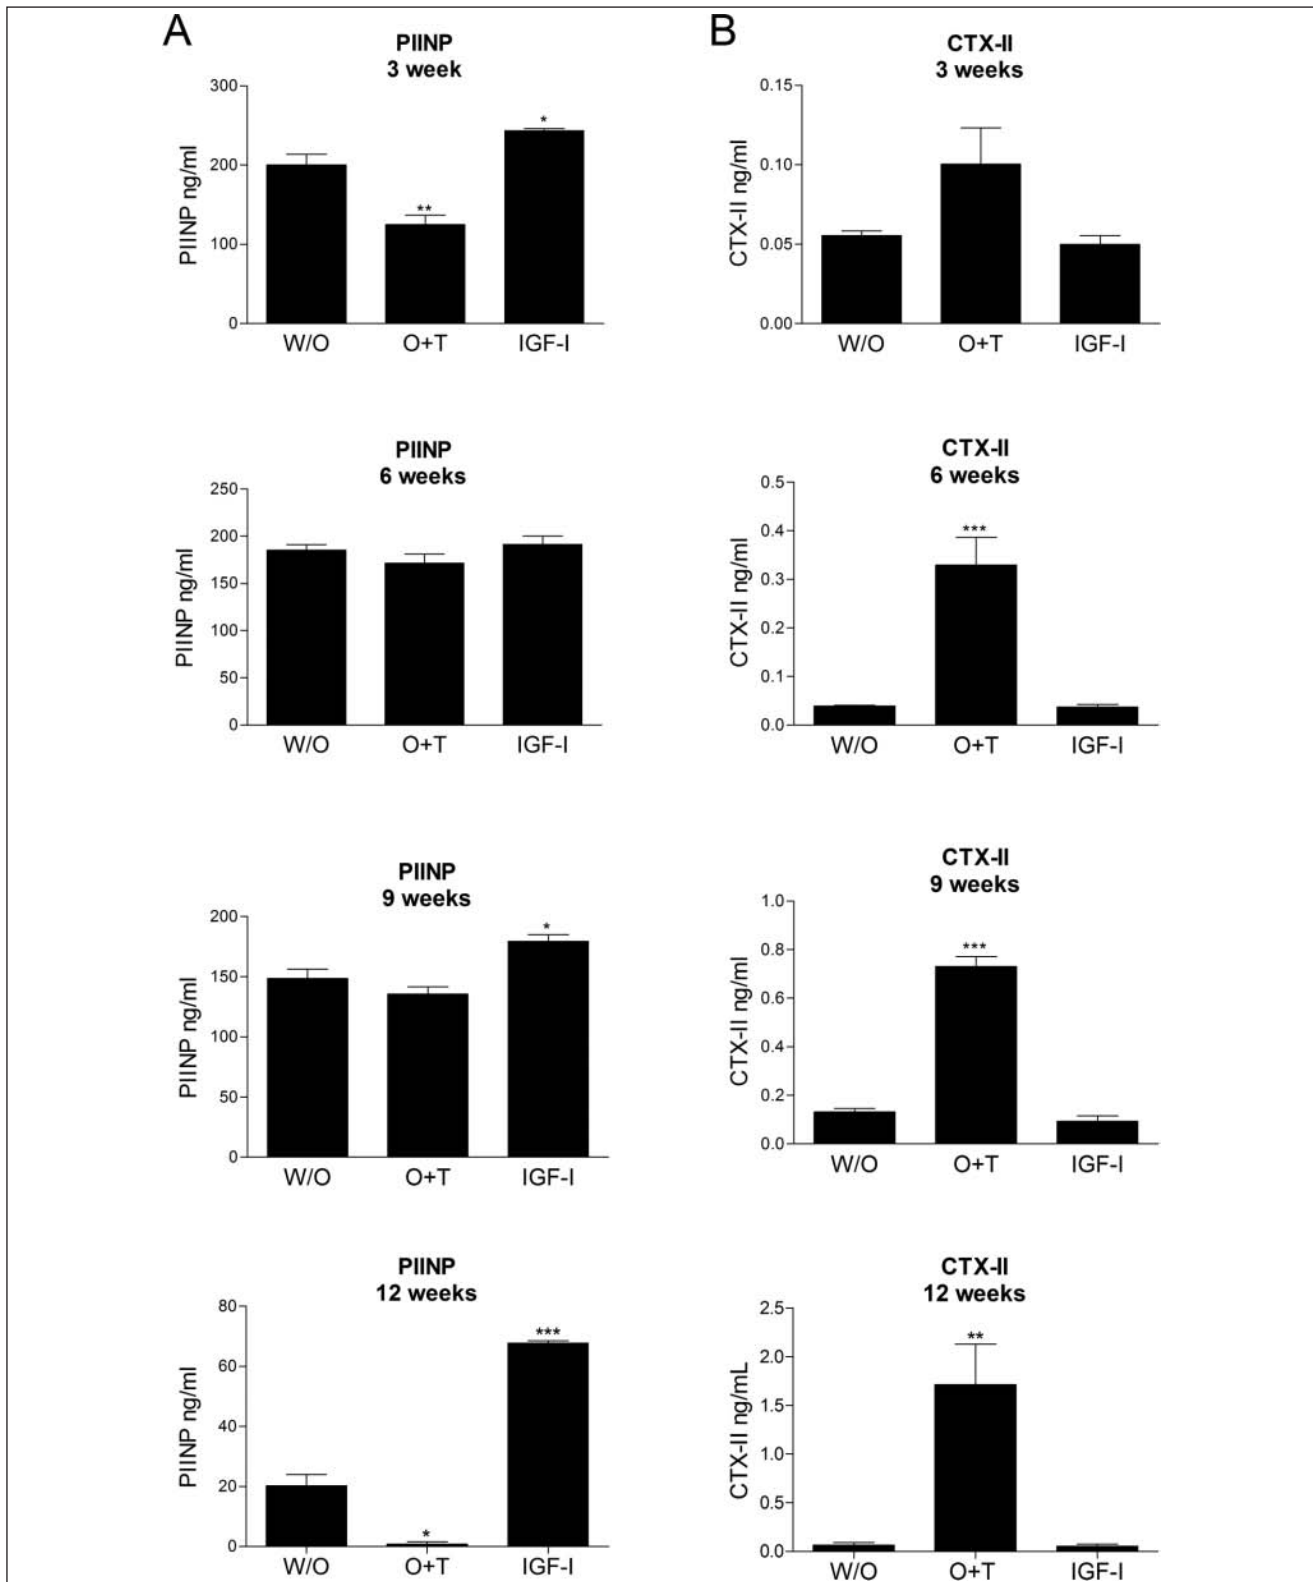 A
B
PIINP
3 week
PIINP ng/ml
300
200
100
0
**
*
W/O O+T IGF-I
CTX-II
3 weeks
CTX-II ng/ml
0.15
0.10
0.05
0.00
W/O O+T IGF-I
PIINP
6 weeks
PIINP ng/ml
250
200
150
100
50
0
W/O O+T IGF-I
CTX-II
6 weeks
CTX-II ng/ml
0.5
0.4
0.3
0.2
0.1
0.0
***
W/O O+T IGF-I
PIINP
9 weeks
PIINP ng/ml
200
150
100
50
0
*
W/O O+T IGF-I
CTX-II
9 weeks
CTX-II ng/ml
1.0
0.8
0.6
0.4
0.2
0.0
***
W/O O+T IGF-I
PIINP
12 weeks
PIINP ng/ml
80
60
40
20
0
*
***
W/O O+T IGF-I
CTX-II
12 weeks
CTX-II ng/mL
2.5
2.0
1.5
1.0
0.5
0.0
**
W/O O+T IGF-I